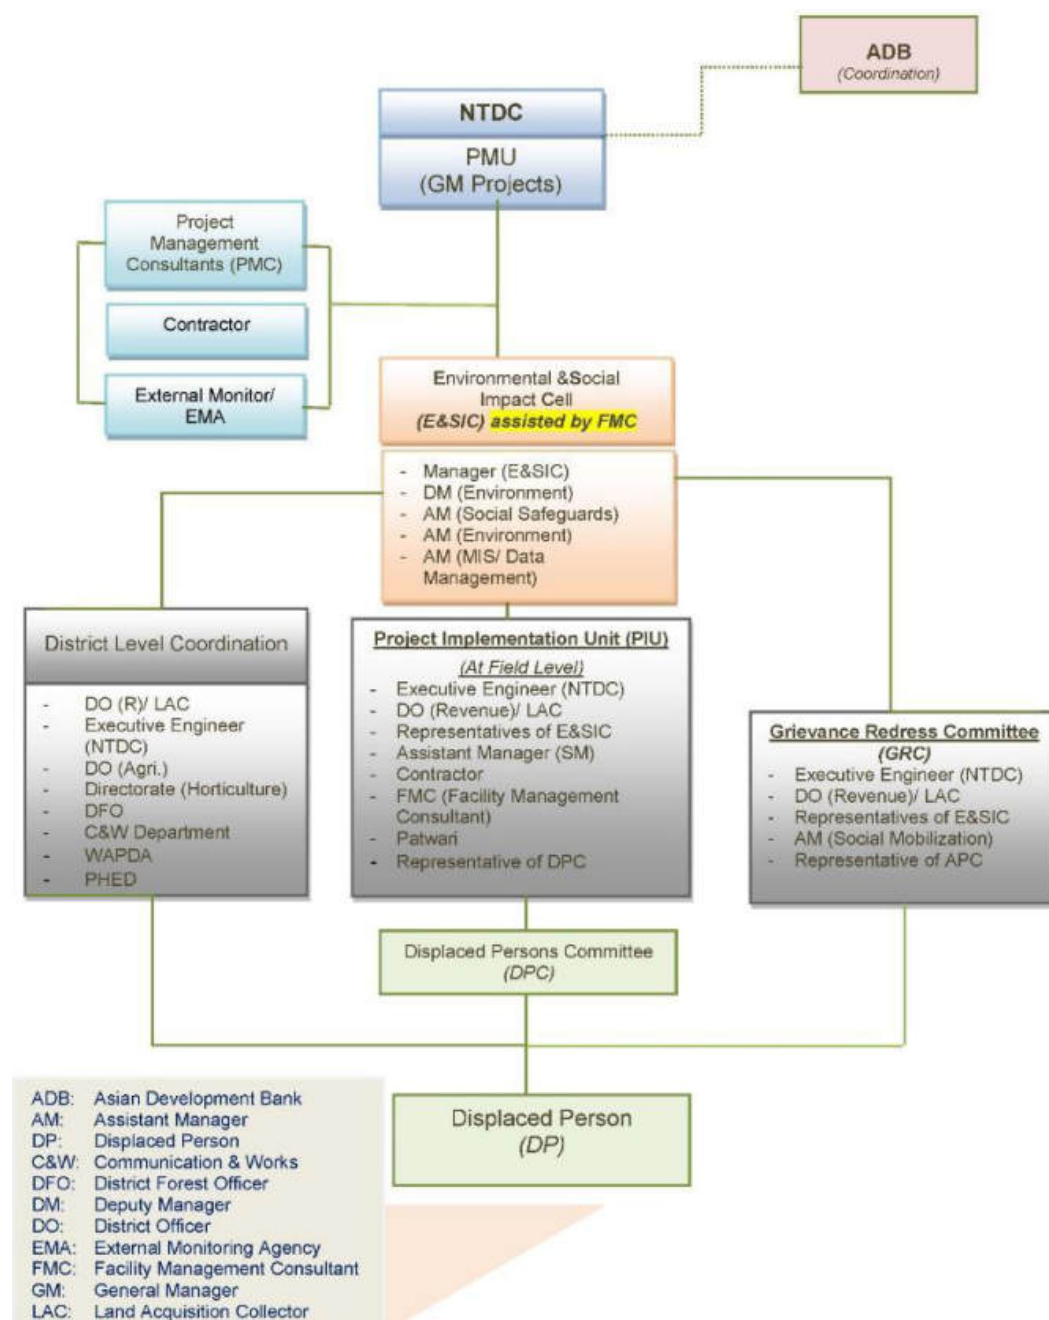 ADB
(Coordination)
NTDC
PMU
(GM Projects)
Project
Management
Consultants (PMC)
Contractor
External Monitor/
EMA
Environmental &Social
Impact Cell
(E&SIC) assisted by FMC
- Manager (E&SIC)
- DM (Environment)
- AM (Social Safeguards)
- AM (Environment)
- AM (MIS/ Data
Management)
District Level Coordination
- DO (R)/ LAC
- Executive Engineer
(NTDC)
- DO (Agri.)
- Directorate (Horticulture)
- DFO
- C&W Department
- WAPDA
- PHED
Project Implementation Unit (PIU)
(At Field Level)
- Executive Engineer (NTDC)
- DO (Revenue)/ LAC
- Representatives of E&SIC
- Assistant Manager (SM)
- Contractor
- FMC (Facility Management
Consultant)
- Patwari
- Representative of DPC
Grievance Redress Committee
(GRC)
- Executive Engineer (NTDC)
- DO (Revenue)/ LAC
- Representatives of E&SIC
- AM (Social Mobilization)
- Representative of APC
Displaced Persons Committee
(DPC)
Displaced Person
(DP)
ADB: Asian Development Bank
AM: Assistant Manager
DP: Displaced Person
C&W: Communication & Works
DFO: District Forest Officer
DM: Deputy Manager
DO: District Officer
EMA: External Monitoring Agency
FMC: Facility Management Consultant
GM: General Manager
LAC: Land Acquisition Collector